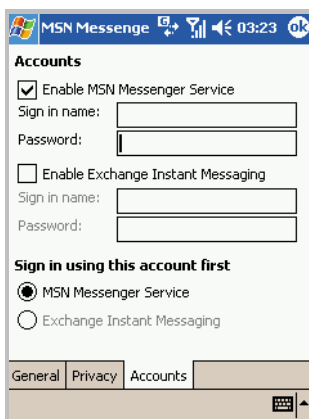 MSN Messenge 03:23 ok
Accounts
Enable MSN Messenger Service
Sign in name:
Password:
Enable Exchange Instant Messaging
Sign in name:
Password:
Sign in using this account first
MSN Messenger Service
Exchange Instant Messaging
General Privacy Accounts